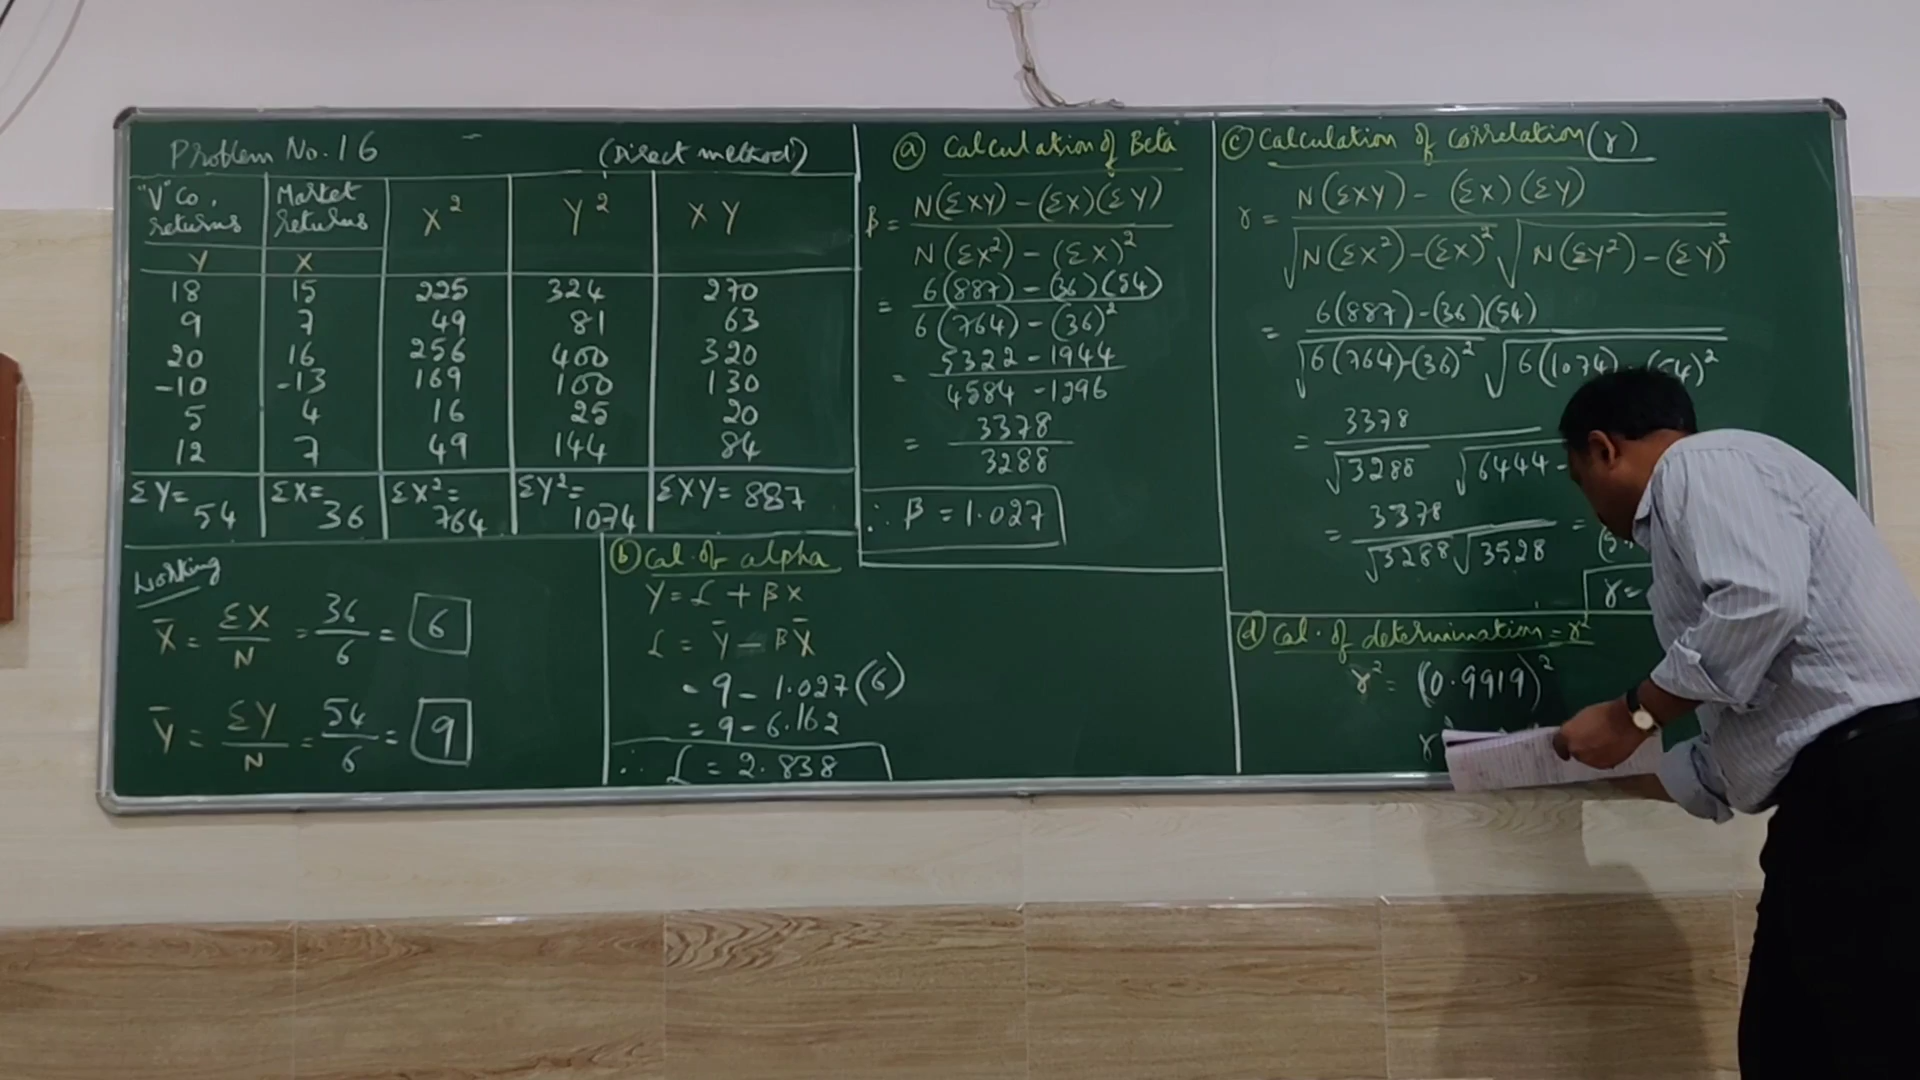 Problem No. 16 (Direct method)
"V" Co. returns Market returns X² Y² XY
Y X
18 15 225 324 270
9 7 49 81 63
20 16 256 400 320
-10 -13 169 100 130
5 4 16 25 20
12 7 49 144 84
ΣY= 54 ΣX= 36 ΣX²= 764 ΣY²= 1074 ΣXY= 887
Working
X̄ = ΣX/N = 36/6 = 6
Ȳ = ΣY/N = 54/6 = 9
(b) Cal. of alpha
Y = α + βX
α = Ȳ - βX̄
= 9 - 1.027(6)
= 9 - 6.162
∴ α = 2.838
(a) Calculation of Beta
β = N(ΣXY) - (ΣX)(ΣY) / N(ΣX²) - (ΣX)²
= 6(887) - (36)(54) / 6(764) - (36)²
= 5322 - 1944 / 4584 - 1296
= 3378 / 3288
∴ β = 1.027
(c) Calculation of correlation (r)
r = N(ΣXY) - (ΣX)(ΣY) / √N(ΣX²) - (ΣX)² √N(ΣY²) - (ΣY)²
= 6(887) - (36)(54) / √6(764) - (36)² √6(1074) - (54)²
= 3378 / √3288 √6444 -
= 3378 / √3288 √3528 =
r =
(d) Cal. of determination = r²
r² = (0.9919)²
r